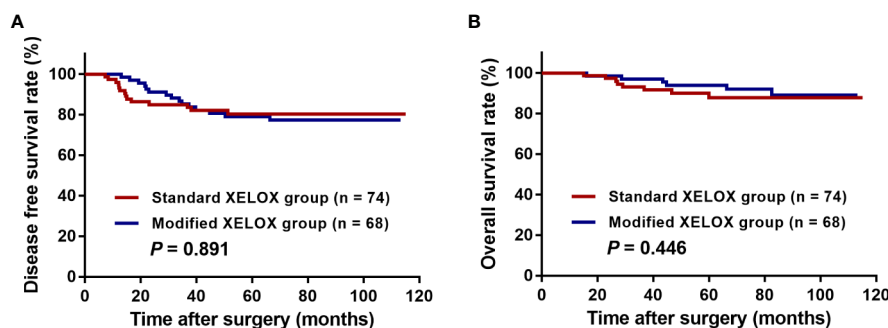 A
Disease free survival rate (%)
100
80
60
40
20
0
Standard XELOX group (n = 74)
Modified XELOX group (n = 68)
P = 0.891
0 20 40 60 80 100 120
Time after surgery (months)
B
Overall survival rate (%)
100
80
60
40
20
0
Standard XELOX group (n = 74)
Modified XELOX group (n = 68)
P = 0.446
0 20 40 60 80 100 120
Time after surgery (months)